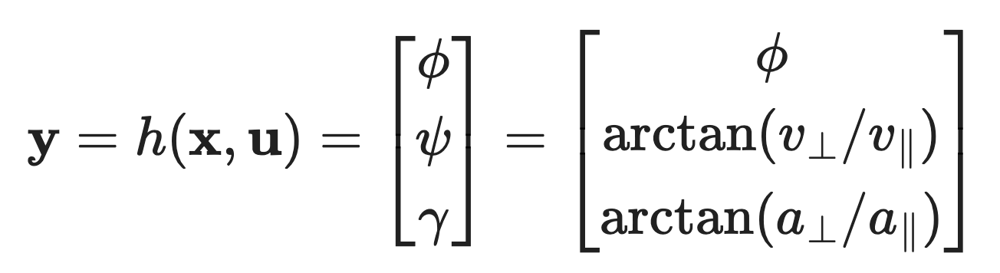 𝐲 = h(𝐱, 𝐮) = [ϕ ψ γ] = [ϕ arctan(v⊥/v∥) arctan(a⊥/a∥)]